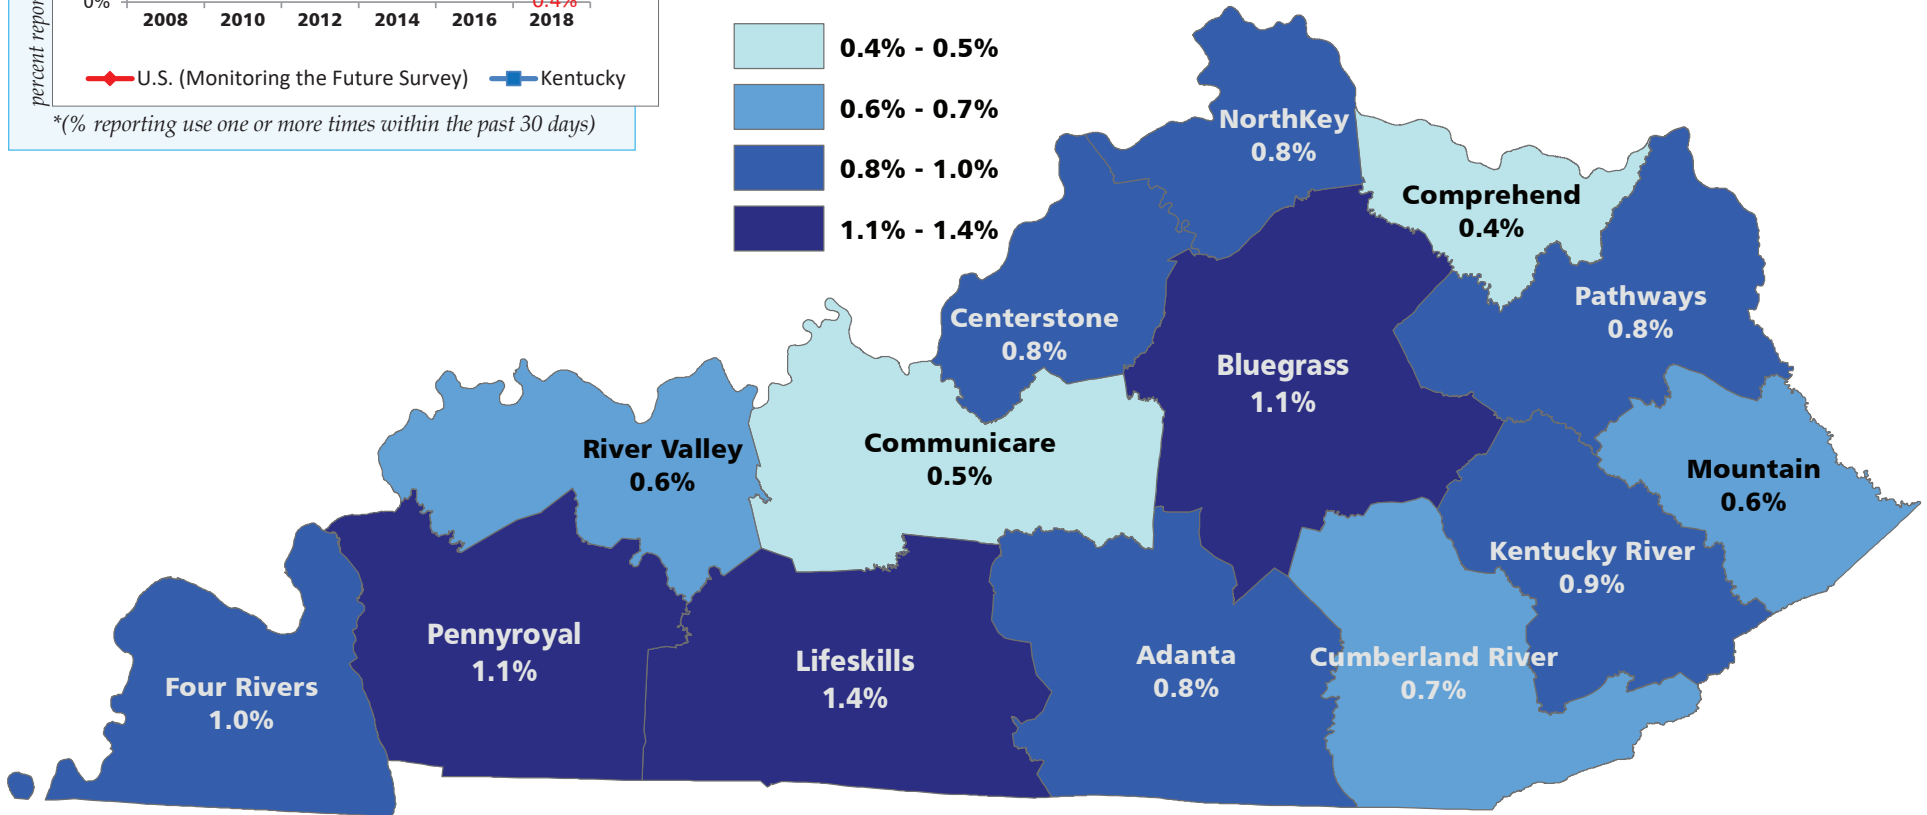 0%
0.4%
2008 2010 2012 2014 2016 2018
percent repor
U.S. (Monitoring the Future Survey) Kentucky
*(% reporting use one or more times within the past 30 days)
0.4% - 0.5%
0.6% - 0.7%
0.8% - 1.0%
1.1% - 1.4%
NorthKey
0.8%
Comprehend
0.4%
Pathways
0.8%
Centerstone
0.8%
Bluegrass
1.1%
Communicare
0.5%
River Valley
0.6%
Mountain
0.6%
Kentucky River
0.9%
Pennyroyal
1.1%
Lifeskills
1.4%
Adanta
0.8%
Cumberland River
0.7%
Four Rivers
1.0%